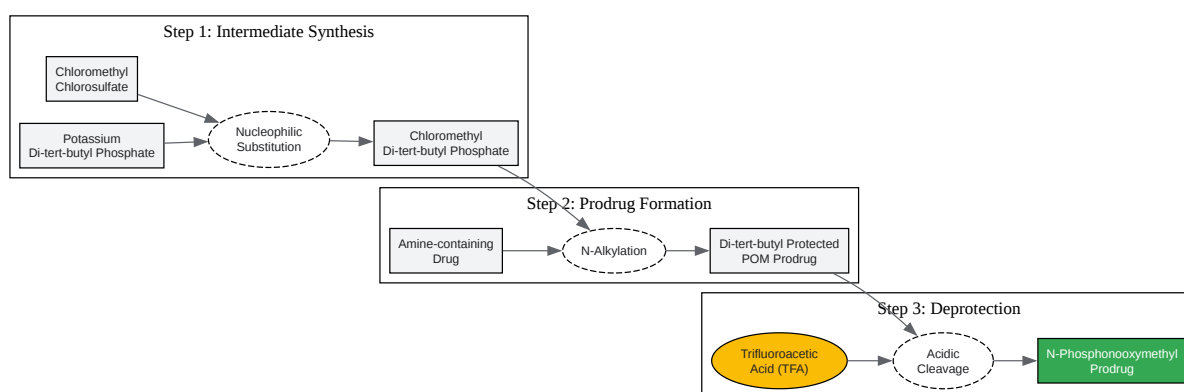 Step 1: Intermediate Synthesis
Chloromethyl
Chlorosulfate
Potassium
Di-tert-butyl Phosphate
Nucleophilic
Substitution
Chloromethyl
Di-tert-butyl Phosphate
Step 2: Prodrug Formation
Amine-containing
Drug
N-Alkylation
Di-tert-butyl Protected
POM Prodrug
Step 3: Deprotection
Trifluoroacetic
Acid (TFA)
Acidic
Cleavage
N-Phosphonooxymethyl
Prodrug